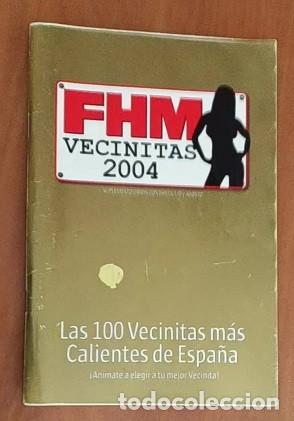 FHM
VECINITAS
2004
Las 100 Vecinitas más
Calientes de España
¡Anímate a elegir a tu mejor Vecinita!
todocoleccion